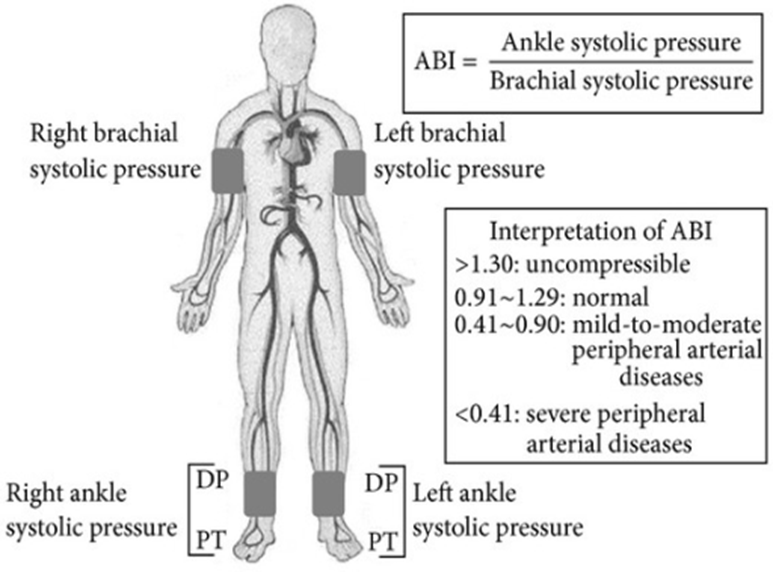 ABI = Ankle systolic pressure
Brachial systolic pressure
Right brachial
systolic pressure
Left brachial
systolic pressure
Interpretation of ABI
>1.30: uncompressible
0.91~1.29: normal
0.41~0.90: mild-to-moderate
peripheral arterial
diseases
<0.41: severe peripheral
arterial diseases
Right ankle
systolic pressure
DP
PT
DP
PT
Left ankle
systolic pressure